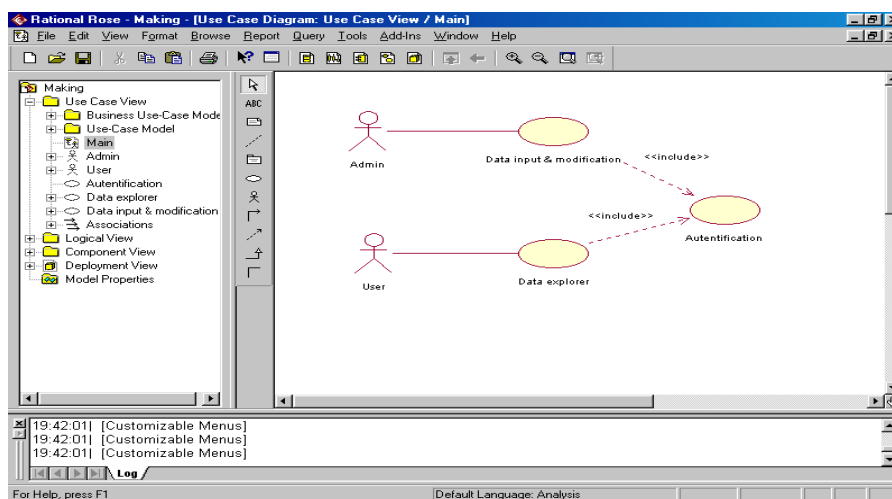 Rational Rose - Making - [Use Case Diagram: Use Case View / Main]
File Edit View Format Browse Report Query Tools Add-Ins Window Help
Making
Use Case View
Business Use-Case Mode
Use-Case Model
Main
Admin
User
Autentification
Data explorer
Data input & modification
Associations
Logical View
Component View
Deployment View
Model Properties
ABC
Admin
Data input & modification
<<include>>
<<include>>
Autentification
User
Data explorer
19:42:01| [Customizable Menus]
19:42:01| [Customizable Menus]
19:42:01| [Customizable Menus]
Log
For Help, press F1
Default Language: Analysis